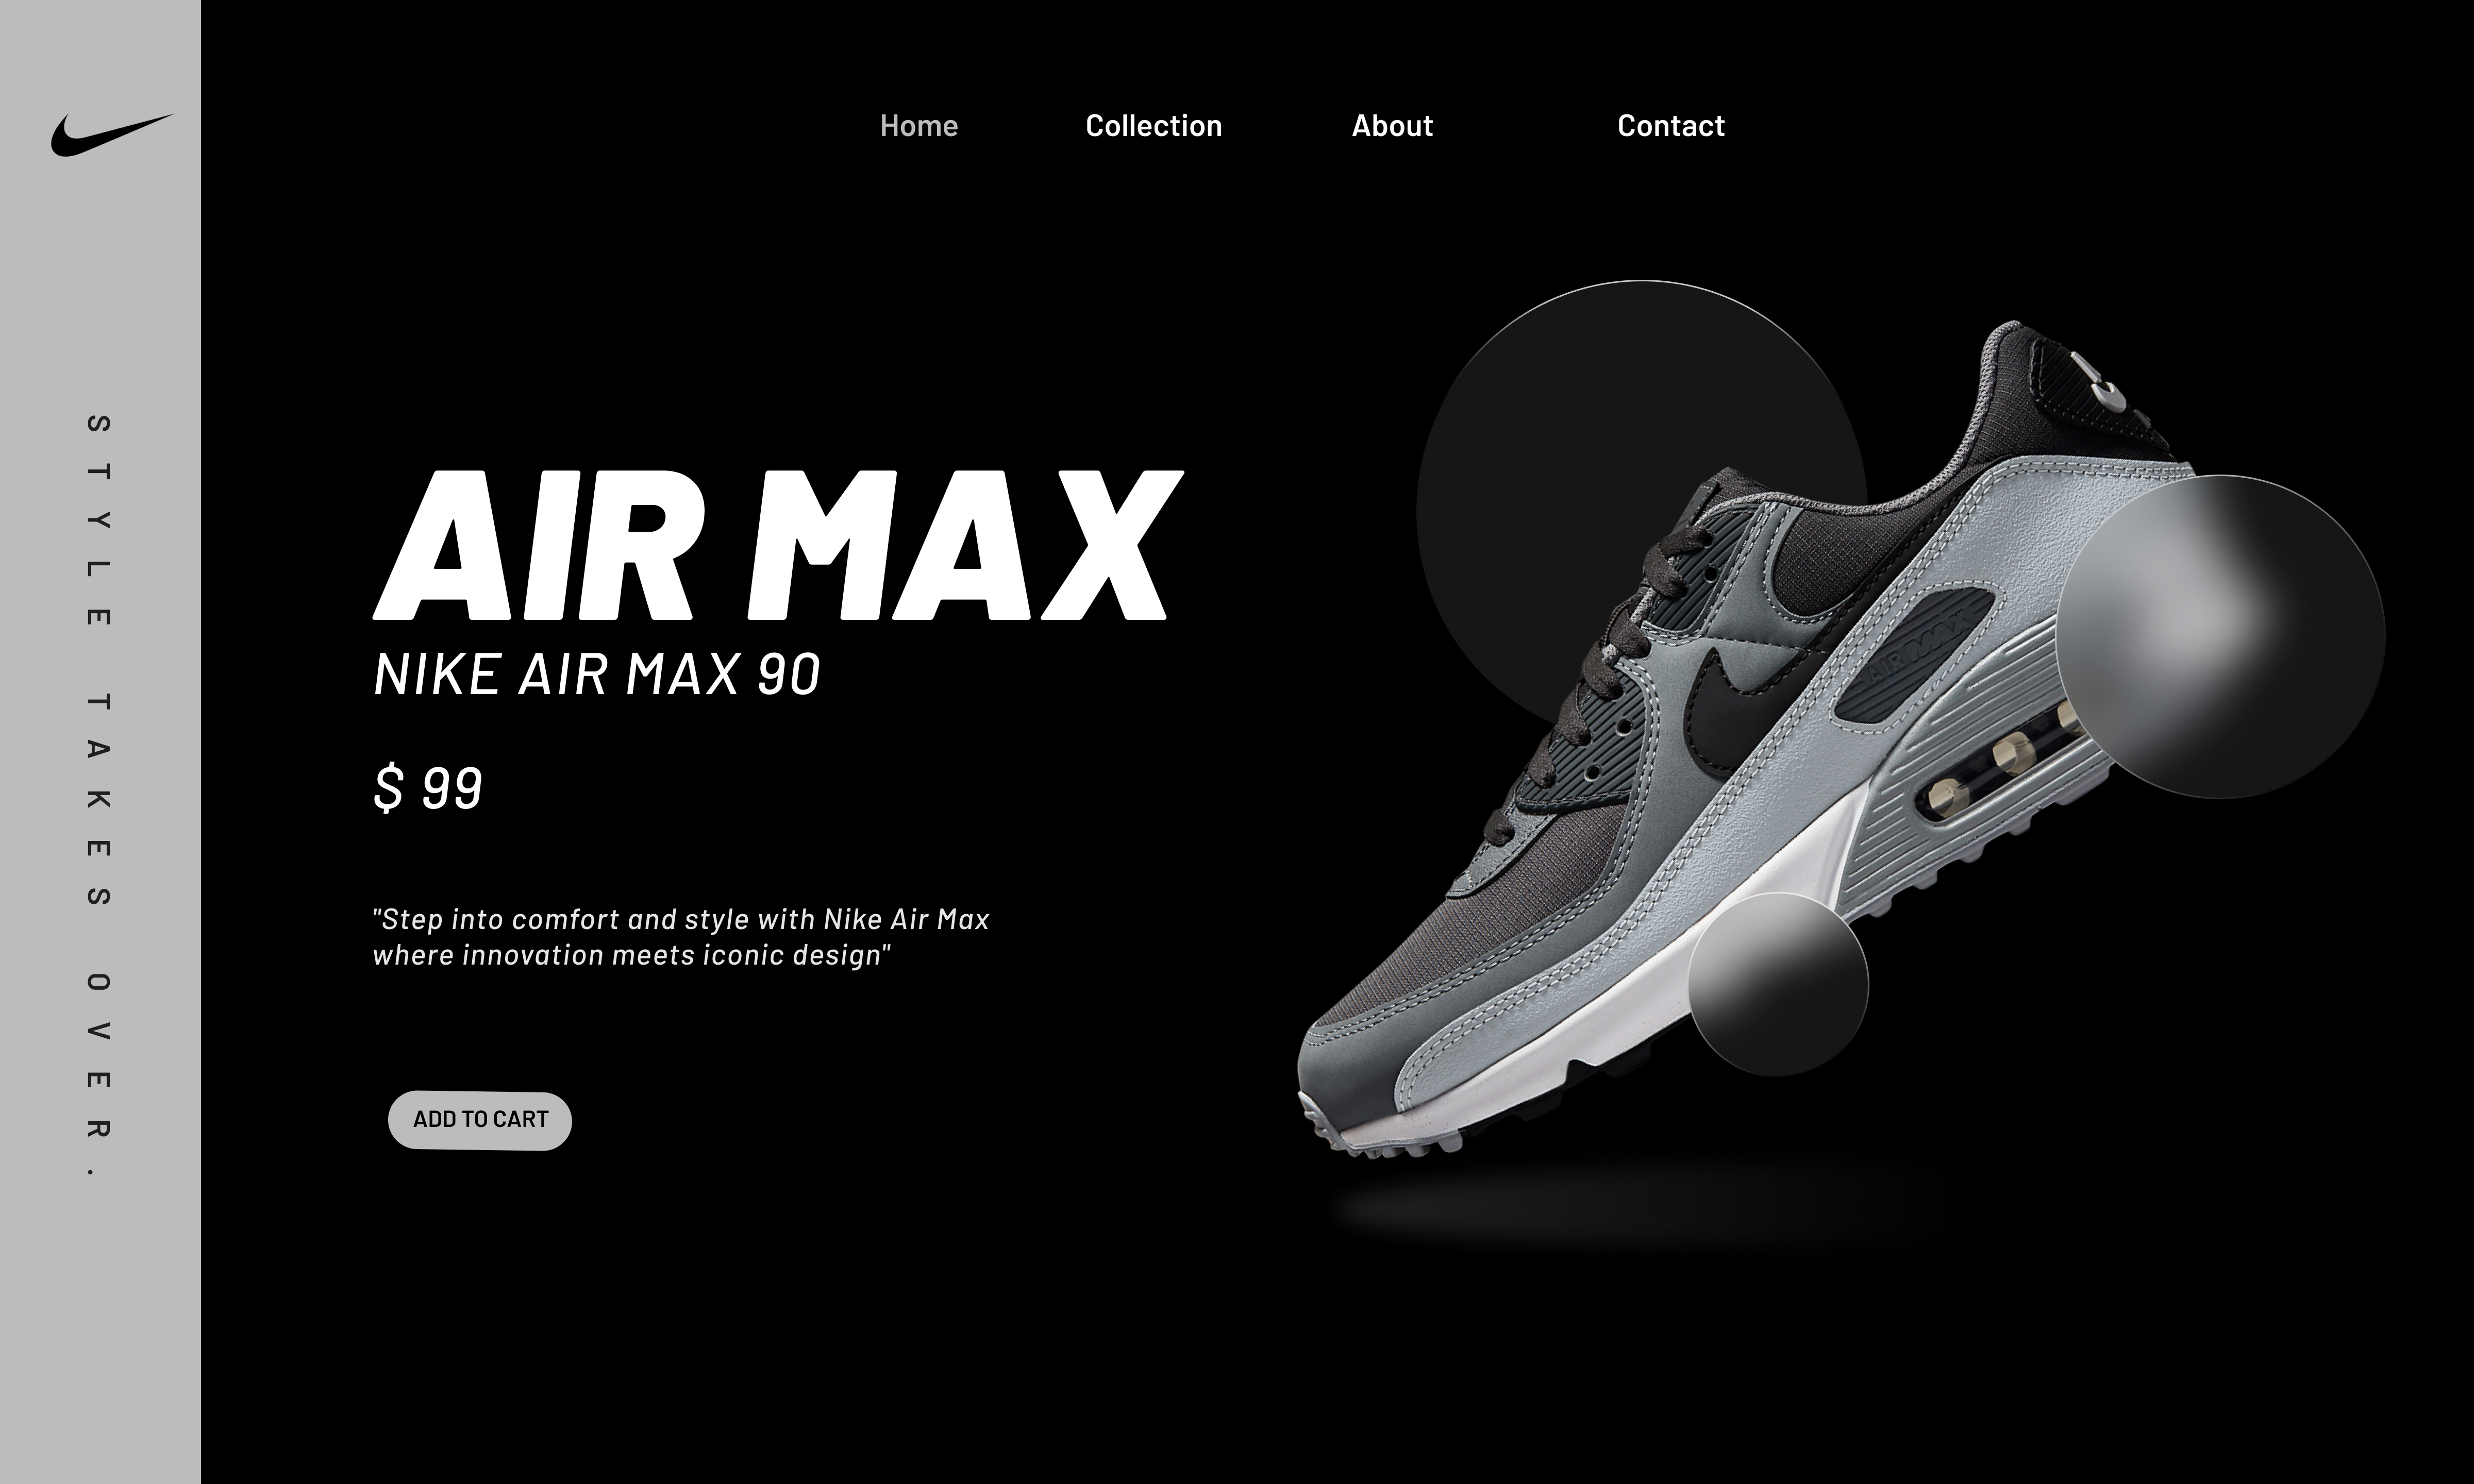 Home
Collection
About
Contact
STYLE TAKES OVER.
AIR MAX
NIKE AIR MAX 90
$ 99
"Step into comfort and style with Nike Air Max
where innovation meets iconic design"
ADD TO CART
AIR MAX